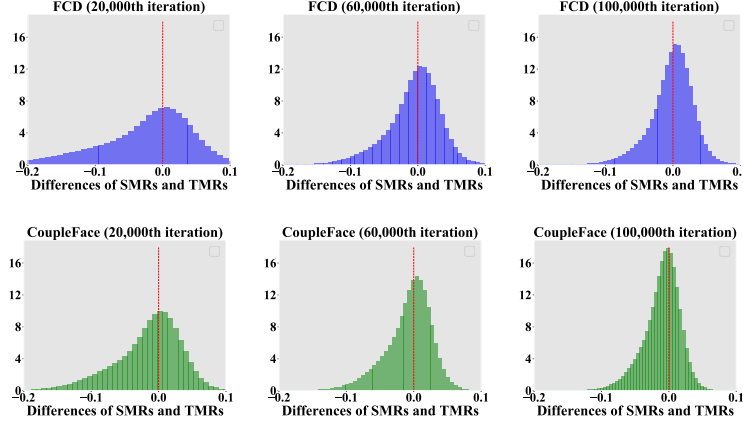 FCD (20,000th iteration) FCD (60,000th iteration) FCD (100,000th iteration)
16 16 16
12 12 12
8 8 8
4 4 4
0 0 0
−0.2 −0.1 0.0 0.1 −0.2 −0.1 0.0 0.1 −0.2 −0.1 0.0 0.1
Differences of SMRs and TMRs Differences of SMRs and TMRs Differences of SMRs and TMRs
CoupleFace (20,000th iteration) CoupleFace (60,000th iteration) CoupleFace (100,000th iteration)
16 16 16
12 12 12
8 8 8
4 4 4
0 0 0
−0.2 −0.1 0.0 0.1 −0.2 −0.1 0.0 0.1 −0.2 −0.1 0.0 0.1
Differences of SMRs and TMRs Differences of SMRs and TMRs Differences of SMRs and TMRs